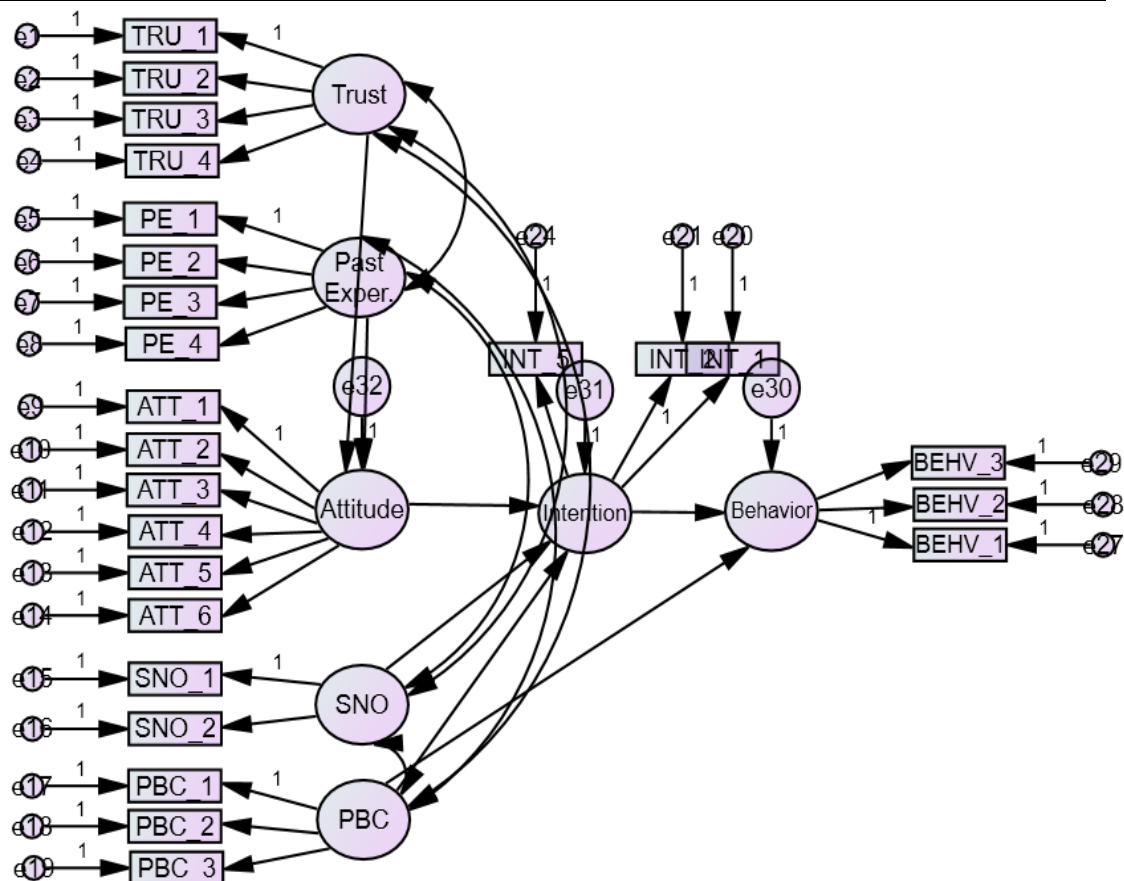 e1 1 TRU_1 1
e2 1 TRU_2
e3 1 TRU_3
e4 1 TRU_4
Trust
e5 1 PE_1 1
e6 1 PE_2
e7 1 PE_3
e8 1 PE_4
Past
Exper.
e24 e21 e20
1 1 1
INT_5 INT_2 INT_1
e32 e31 e30
1 1 1 1
e9 1 ATT_1 1
e10 1 ATT_2
e11 1 ATT_3
e12 1 ATT_4
e13 1 ATT_5
e14 1 ATT_6
Attitude Intention Behavior
BEHV_3 1 e29
BEHV_2 1 e28
1 BEHV_1 1 e27
e15 1 SNO_1 1
e16 1 SNO_2
SNO
e17 1 PBC_1 1
e18 1 PBC_2
e19 1 PBC_3
PBC